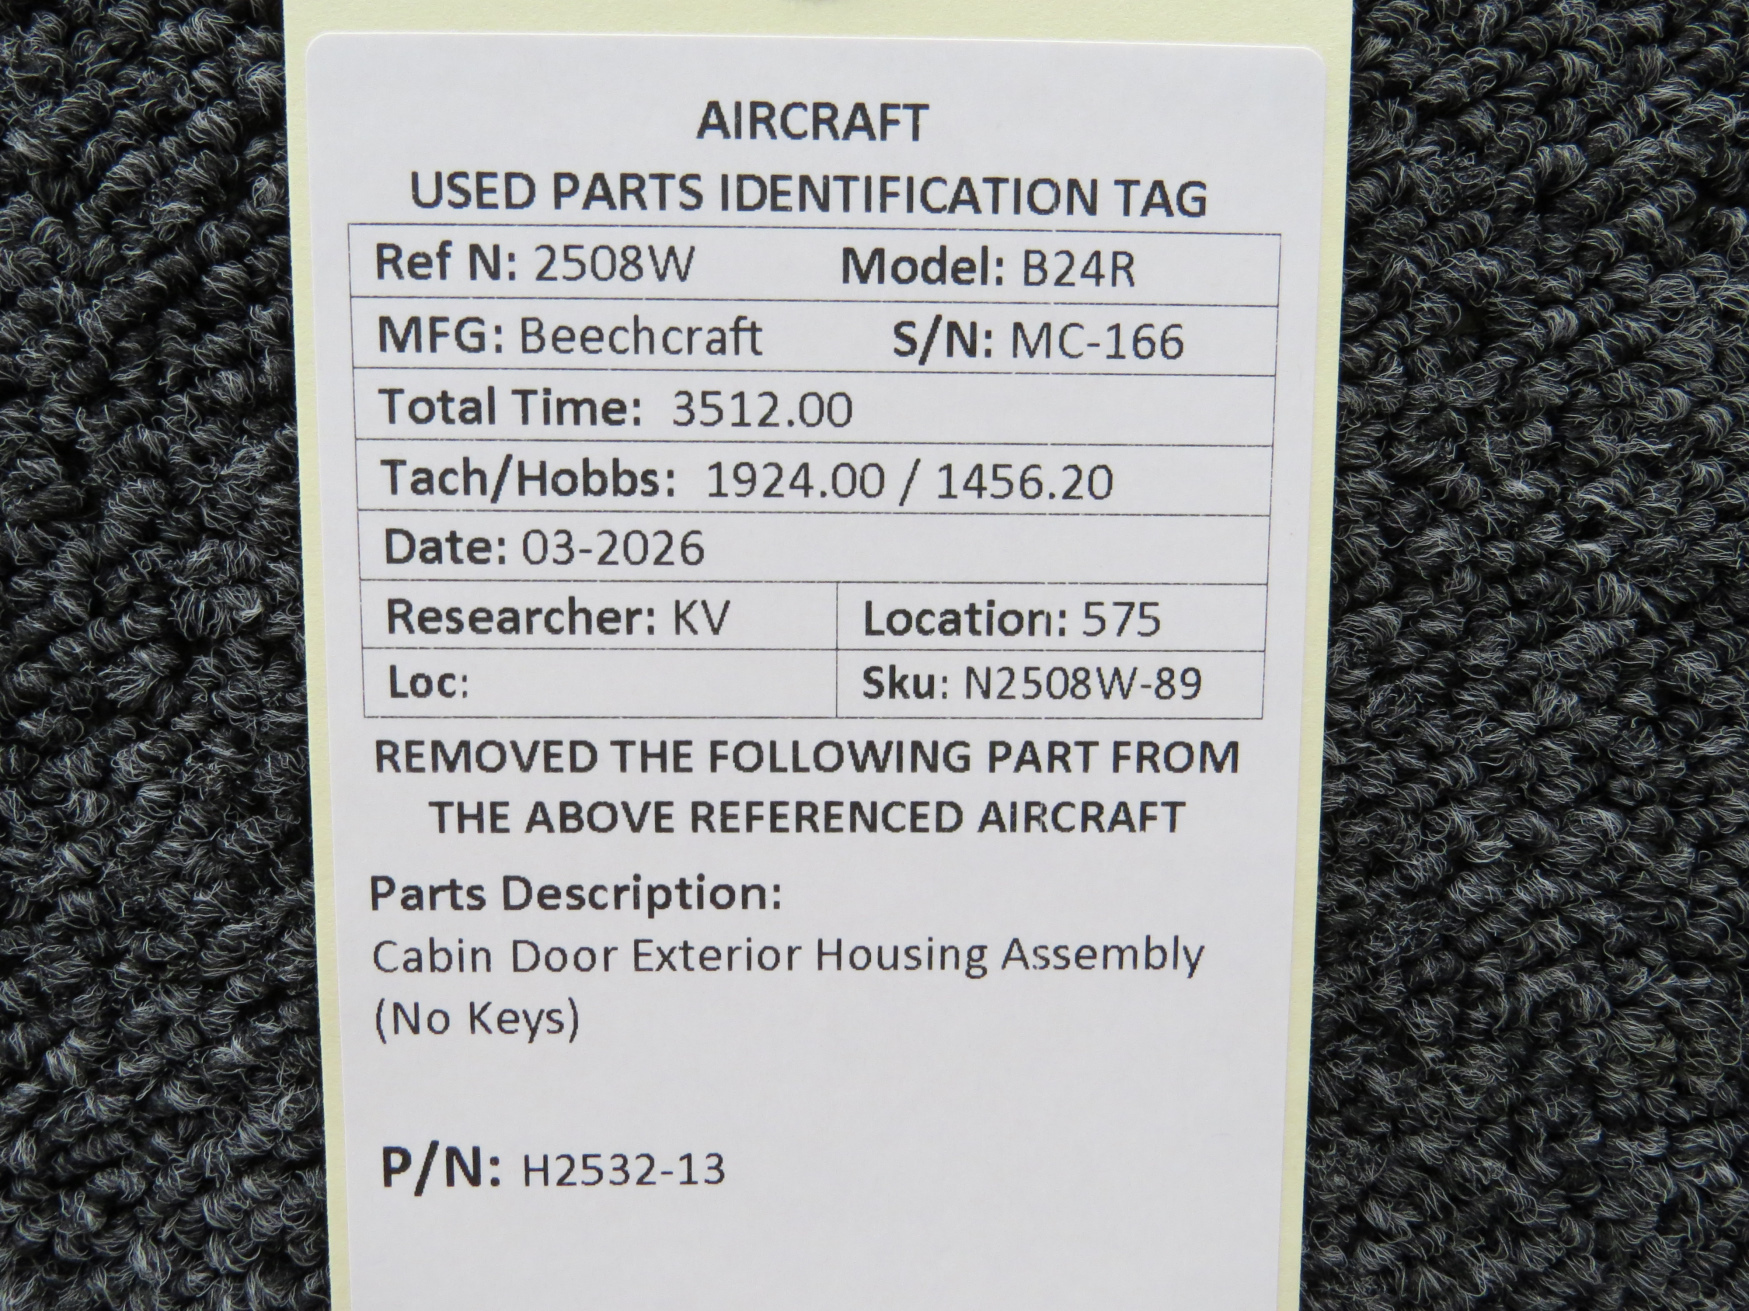 AIRCRAFT
USED PARTS IDENTIFICATION TAG
Ref N: 2508W Model: B24R
MFG: Beechcraft S/N: MC-166
Total Time: 3512.00
Tach/Hobbs: 1924.00 / 1456.20
Date: 03-2026
Researcher: KV Location: 575
Loc: Sku: N2508W-89
REMOVED THE FOLLOWING PART FROM
THE ABOVE REFERENCED AIRCRAFT
Parts Description:
Cabin Door Exterior Housing Assembly
(No Keys)
P/N: H2532-13